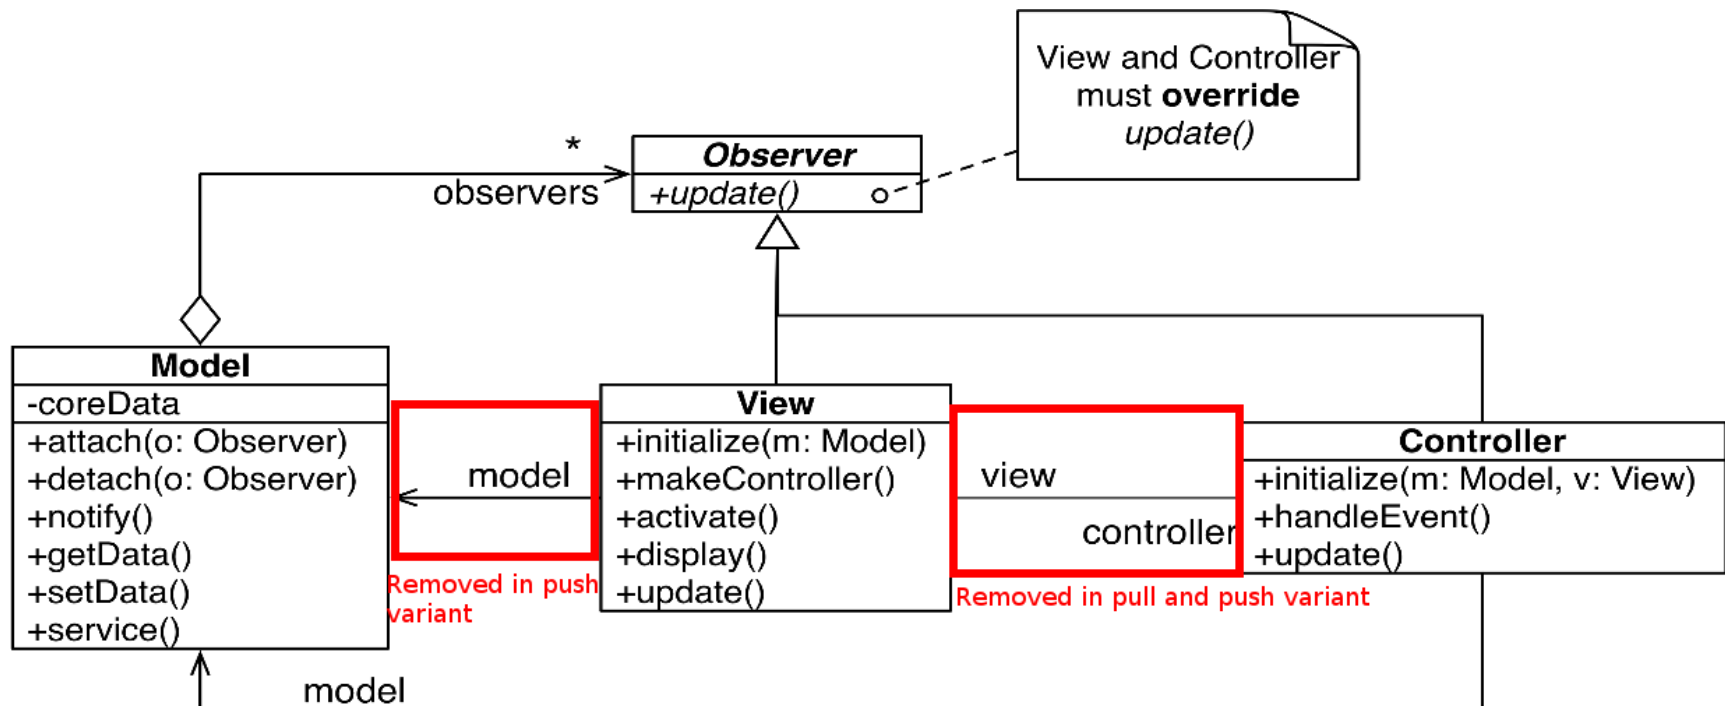 View and Controller
must override
update()
*
observers
Observer
+update()
Model
-coreData
+attach(o: Observer)
+detach(o: Observer)
+notify()
+getData()
+setData()
+service()
model
Removed in push
variant
View
+initialize(m: Model)
+makeController()
+activate()
+display()
+update()
view
controller
Removed in pull and push variant
Controller
+initialize(m: Model, v: View)
+handleEvent()
+update()
model